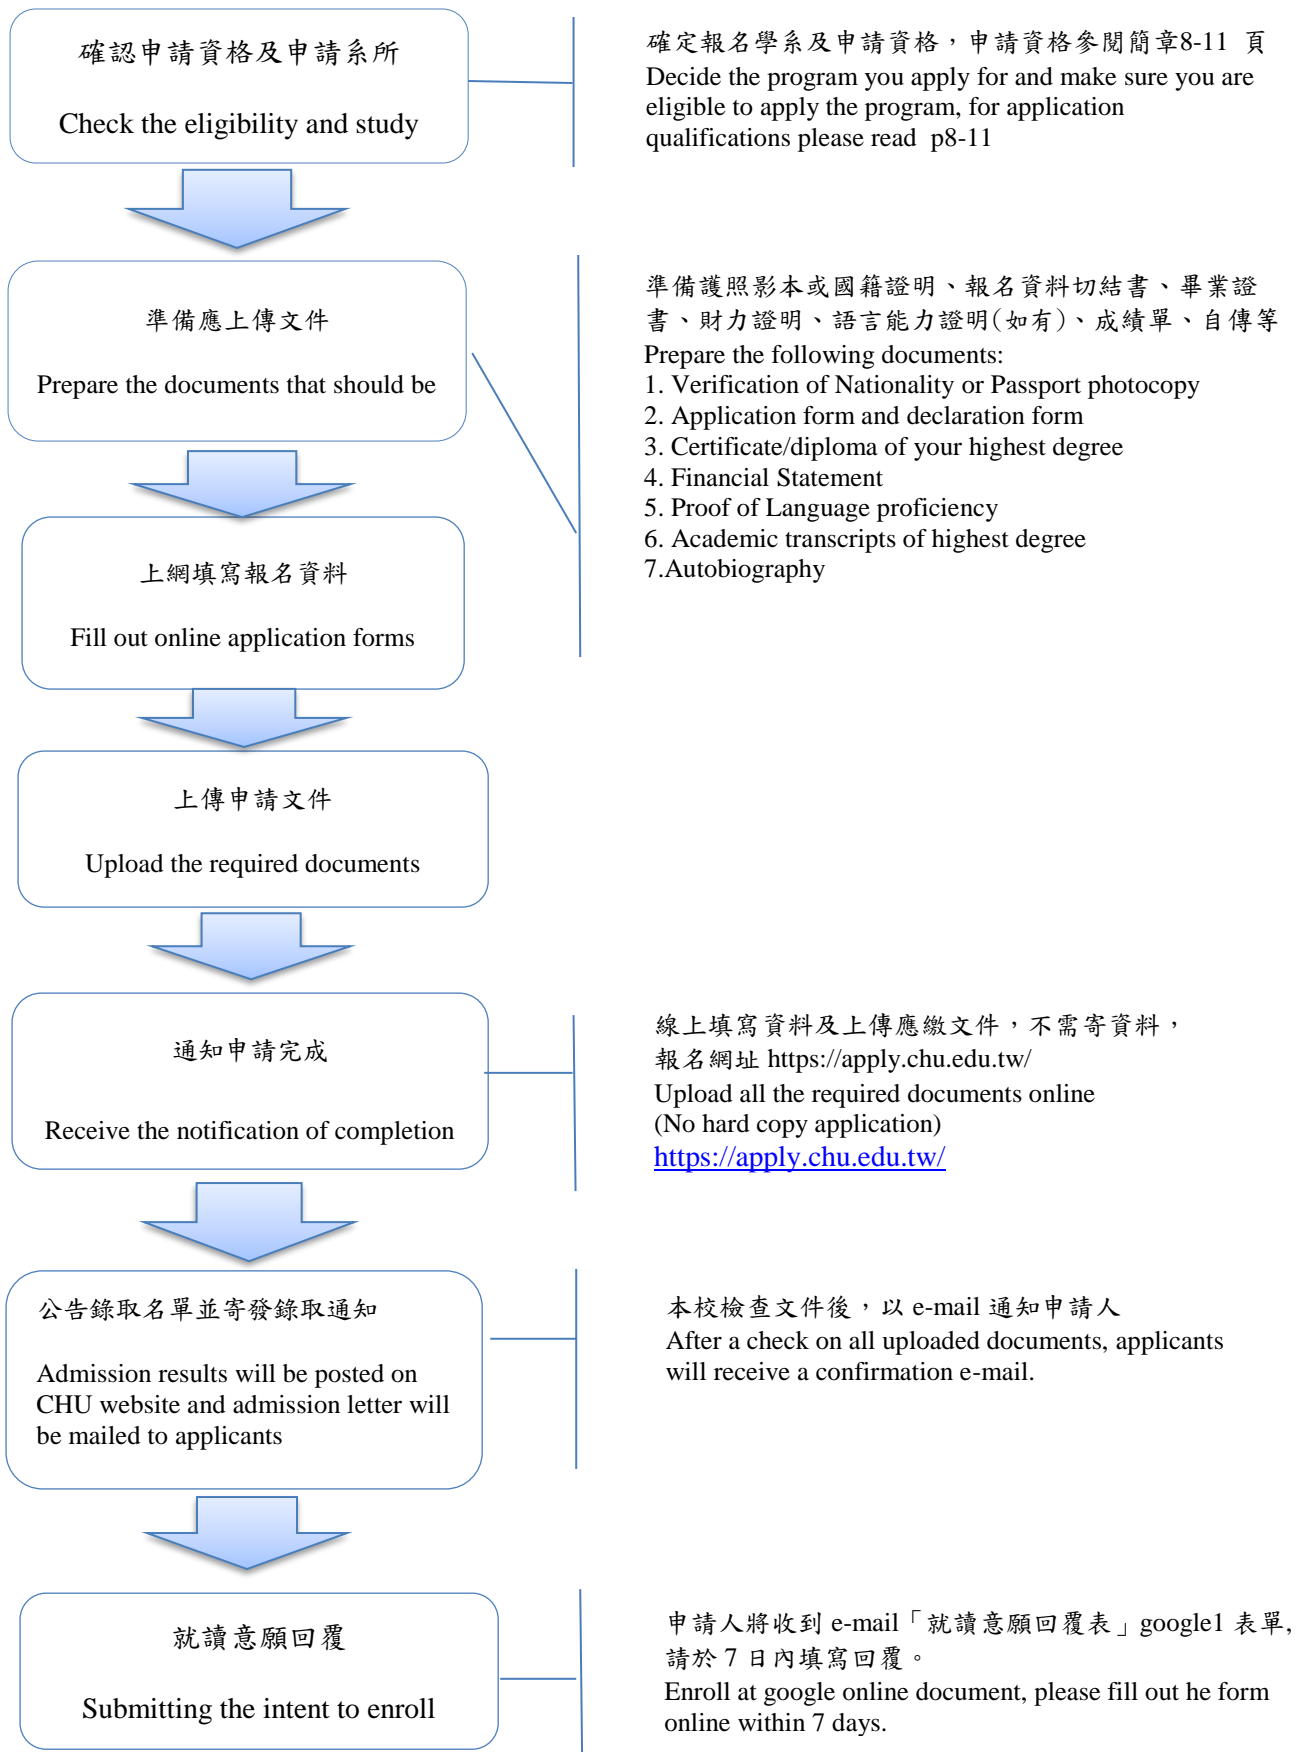 確認申請資格及申請系所
Check the eligibility and study
確定報名學系及申請資格，申請資格參閱簡章8-11 頁
Decide the program you apply for and make sure you are
eligible to apply the program, for application
qualifications please read p8-11
準備應上傳文件
Prepare the documents that should be
準備護照影本或國籍證明、報名資料切結書、畢業證
書、財力證明、語言能力證明(如有)、成績單、自傳等
Prepare the following documents:
1. Verification of Nationality or Passport photocopy
2. Application form and declaration form
3. Certificate/diploma of your highest degree
4. Financial Statement
5. Proof of Language proficiency
6. Academic transcripts of highest degree
7.Autobiography
上網填寫報名資料
Fill out online application forms
上傳申請文件
Upload the required documents
通知申請完成
Receive the notification of completion
線上填寫資料及上傳應繳文件，不需寄資料，
報名網址 https://apply.chu.edu.tw/
Upload all the required documents online
(No hard copy application)
https://apply.chu.edu.tw/
公告錄取名單並寄發錄取通知
Admission results will be posted on
CHU website and admission letter will
be mailed to applicants
本校檢查文件後，以 e-mail 通知申請人
After a check on all uploaded documents, applicants
will receive a confirmation e-mail.
就讀意願回覆
Submitting the intent to enroll
申請人將收到 e-mail「就讀意願回覆表」google1 表單,
請於 7 日內填寫回覆。
Enroll at google online document, please fill out he form
online within 7 days.